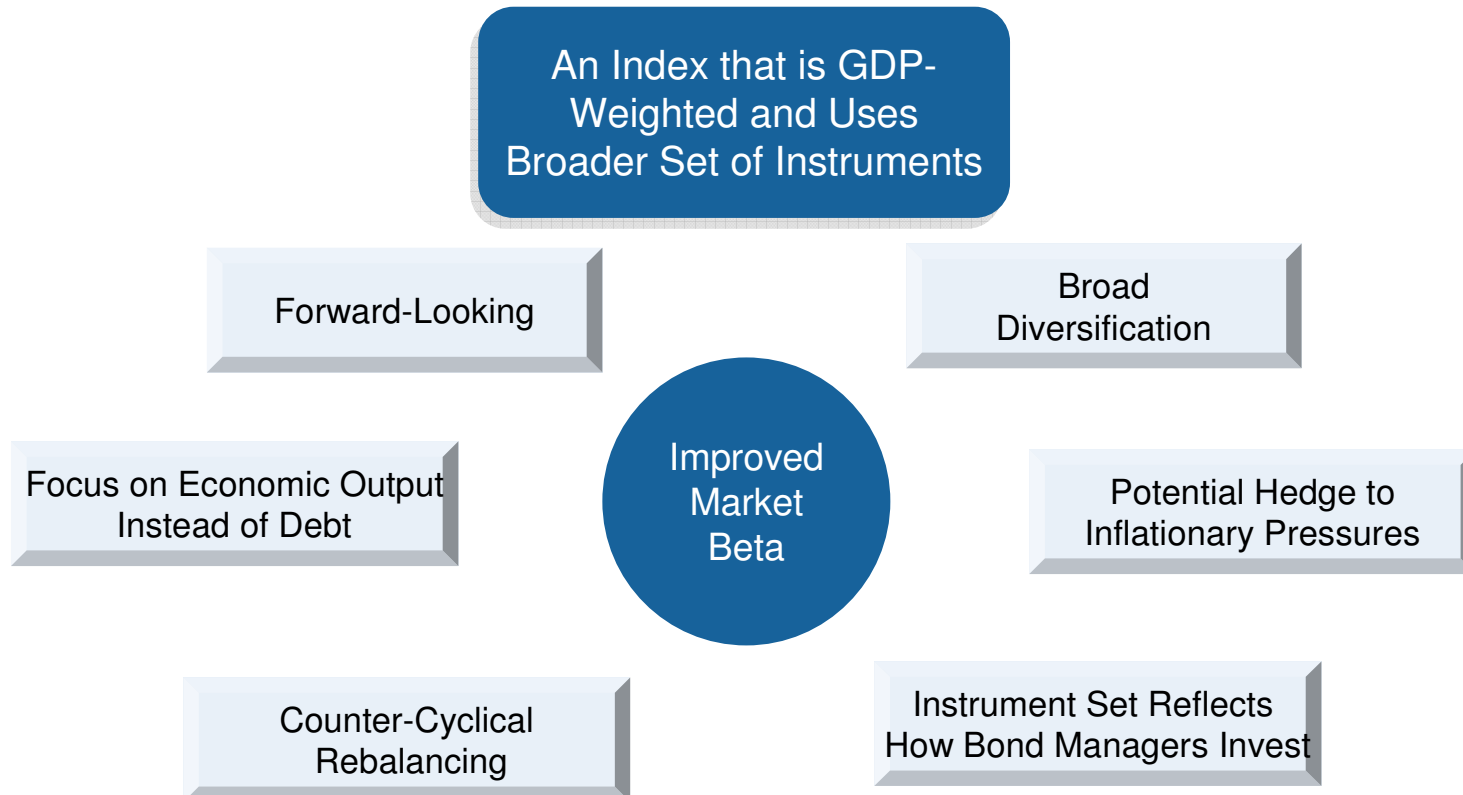 An Index that is GDP-
Weighted and Uses
Broader Set of Instruments
Forward-Looking
Broad
Diversification
Focus on Economic Output
Instead of Debt
Improved
Market
Beta
Potential Hedge to
Inflationary Pressures
Counter-Cyclical
Rebalancing
Instrument Set Reflects
How Bond Managers Invest